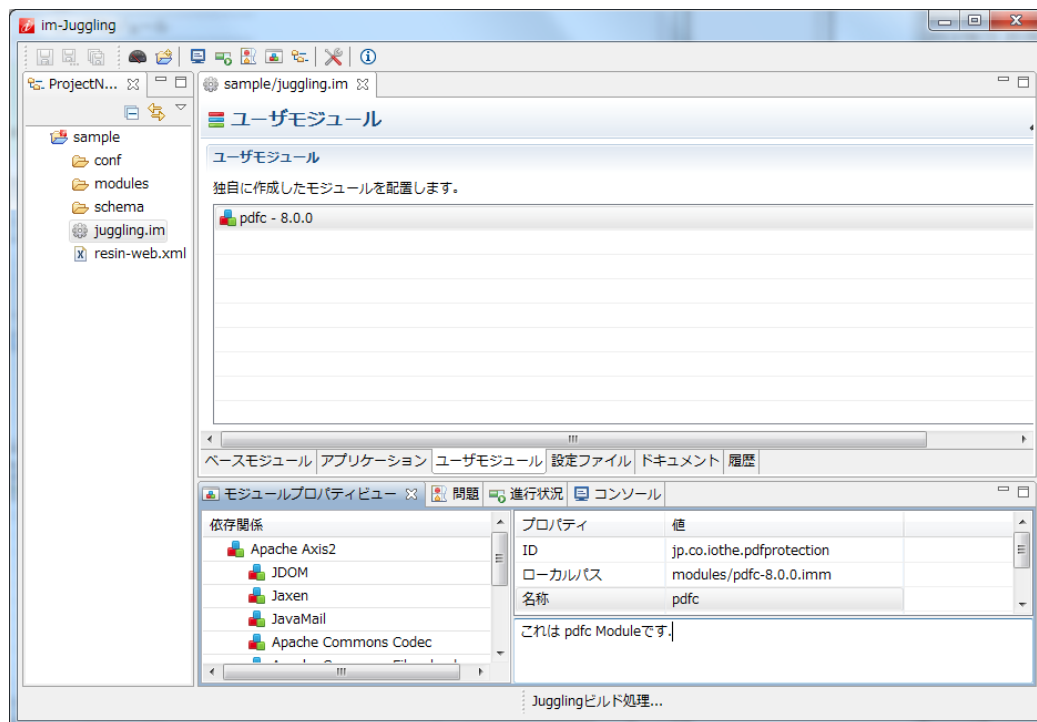 im-Juggling
ProjectN...
sample/juggling.im
sample
conf
modules
schema
juggling.im
resin-web.xml
ユーザモジュール
ユーザモジュール
独自に作成したモジュールを配置します。
pdfc - 8.0.0
ベースモジュール アプリケーション ユーザモジュール 設定ファイル ドキュメント 履歴
モジュールプロパティビュー 問題 進行状況 コンソール
依存関係
Apache Axis2
JDOM
Jaxen
JavaMail
Apache Commons Codec
プロパティ 値
ID jp.co.iothe.pdfprotection
ローカルパス modules/pdfc-8.0.0.imm
名称 pdfc
これは pdfc Moduleです.
Jugglingビルド処理...